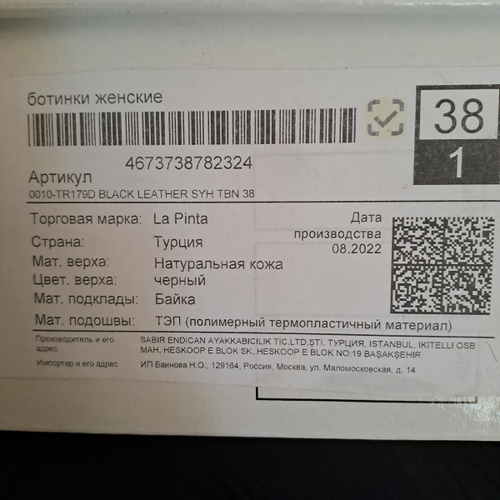 ботинки женские
38
1
4673738782324
Артикул
0010-TR179D BLACK LEATHER SYH TBN 38
Торговая марка: La Pinta
Дата производства 08.2022
Страна: Турция
Мат. верха: Натуральная кожа
Цвет. верха: черный
Мат. подклады: Байка
Мат. подошвы: ТЭП (полимерный термопластичный материал)
Производитель и его адрес SABIR ENDICAN AYAKKABICILIK TİC.LTD.ŞTİ. ТУРЦИЯ, ISTANBUL, IKITELLI OSB
MAH. HESKOOP E BLOK SK. HESKOOP E BLOK NO:19 BAŞAKŞEHIR
Импортер и его адрес ИП Баинова Н.О., 129164, Россия, Москва, ул. Маломосковская, д. 14